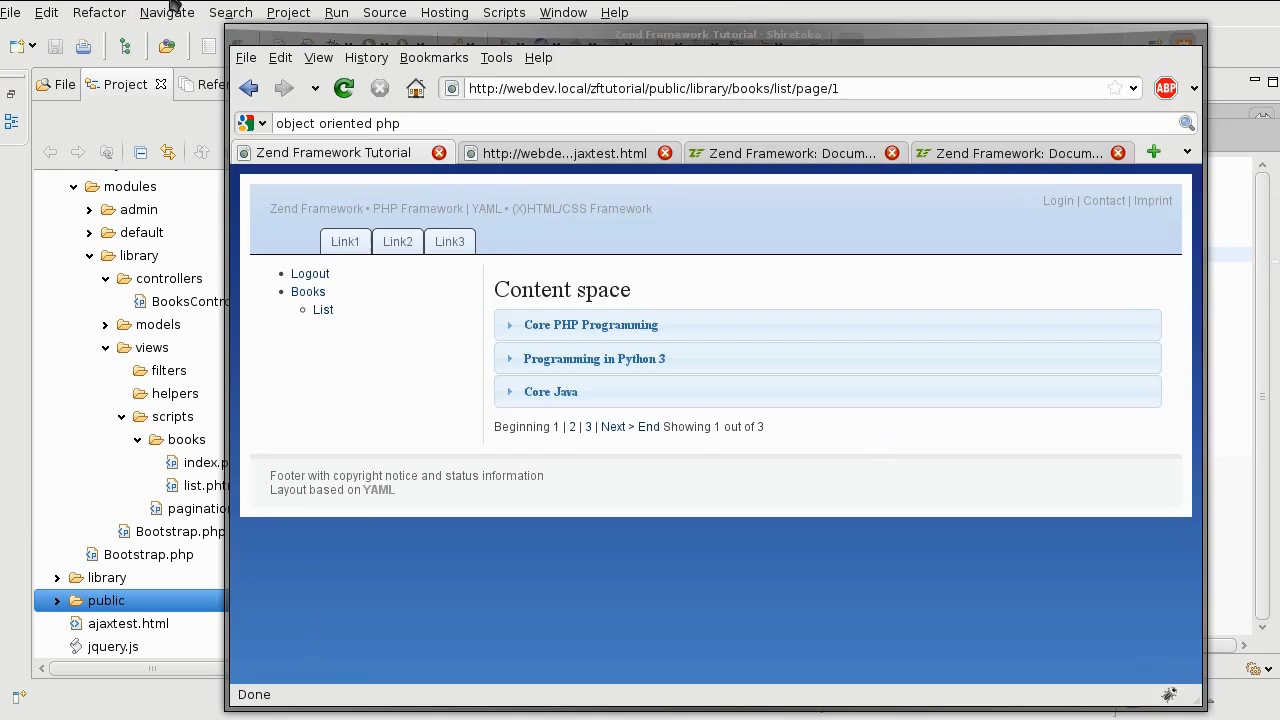 File Edit Refactor Navigate Search Project Run Source Hosting Scripts Window Help
Zend Framework Tutorial - Shiretoko
File Edit View History Bookmarks Tools Help
File Project Refer
http://webdev.local/zftutorial/public/library/books/list/page/1
ABP
object oriented php
Zend Framework Tutorial
http://webde...jaxtest.html
Zend Framework: Docum...
Zend Framework: Docum...
modules
admin
default
library
controllers
BooksContro
models
views
filters
helpers
scripts
books
index.p
list.phtm
pagination
Bootstrap.php
Bootstrap.php
library
public
ajaxtest.html
jquery.js
Zend Framework • PHP Framework | YAML • (X)HTML/CSS Framework
Login | Contact | Imprint
Link1 Link2 Link3
Logout
Books
List
Content space
Core PHP Programming
Programming in Python 3
Core Java
Beginning 1 | 2 | 3 | Next > End Showing 1 out of 3
Footer with copyright notice and status information
Layout based on YAML
Done